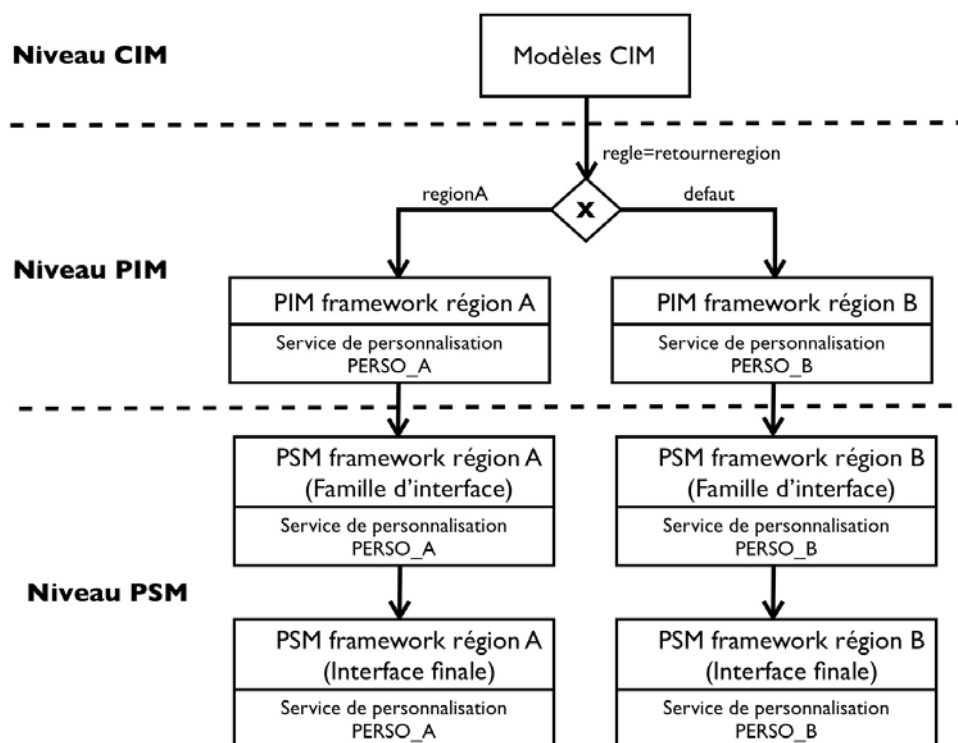 Niveau CIM
Modèles CIM
regle=retourneregion
regionA
x
defaut
Niveau PIM
PIM framework région A
Service de personnalisation
PERSO_A
PIM framework région B
Service de personnalisation
PERSO_B
PSM framework région A
(Famille d'interface)
Service de personnalisation
PERSO_A
PSM framework région B
(Famille d'interface)
Service de personnalisation
PERSO_B
Niveau PSM
PSM framework région A
(Interface finale)
Service de personnalisation
PERSO_A
PSM framework région B
(Interface finale)
Service de personnalisation
PERSO_B